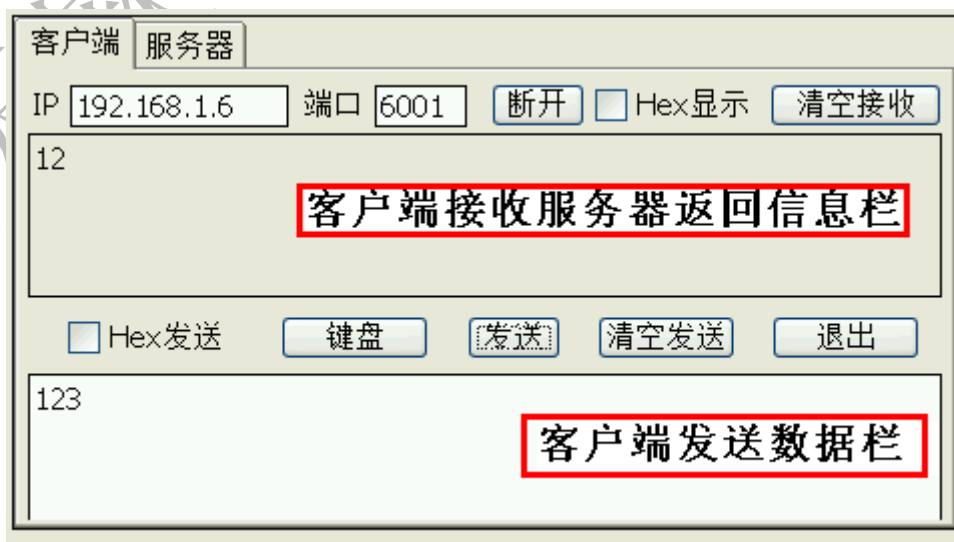 客户端 服务器
IP 192.168.1.6 端口 6001 断开 Hex显示 清空接收
12
客户端接收服务器返回信息栏
Hex发送 键盘 发送 清空发送 退出
123
客户端发送数据栏